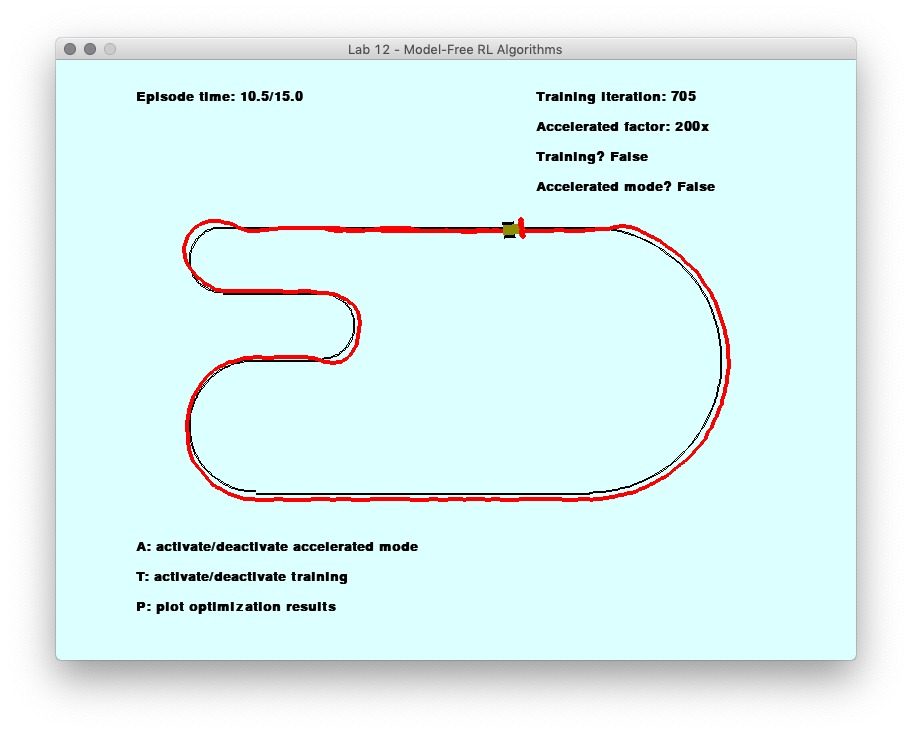 Lab 12 - Model-Free RL Algorithms
Episode time: 10.5/15.0
Training iteration: 705
Accelerated factor: 200x
Training? False
Accelerated mode? False
A: activate/deactivate accelerated mode
T: activate/deactivate training
P: plot optimization results